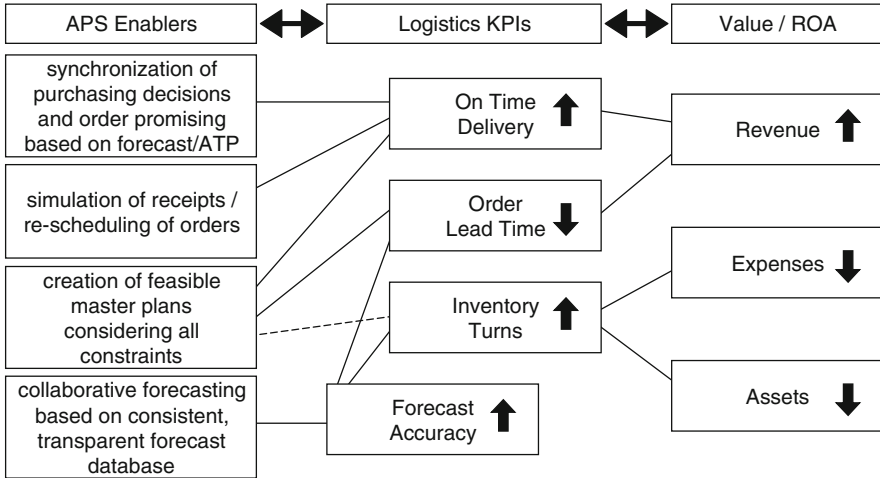 APS Enablers
Logistics KPIs
Value / ROA
synchronization of
purchasing decisions
and order promising
based on forecast/ATP
simulation of receipts /
re-scheduling of orders
creation of feasible
master plans
considering all
constraints
collaborative forecasting
based on consistent,
transparent forecast
database
On Time
Delivery
Order
Lead Time
Inventory
Turns
Forecast
Accuracy
Revenue
Expenses
Assets